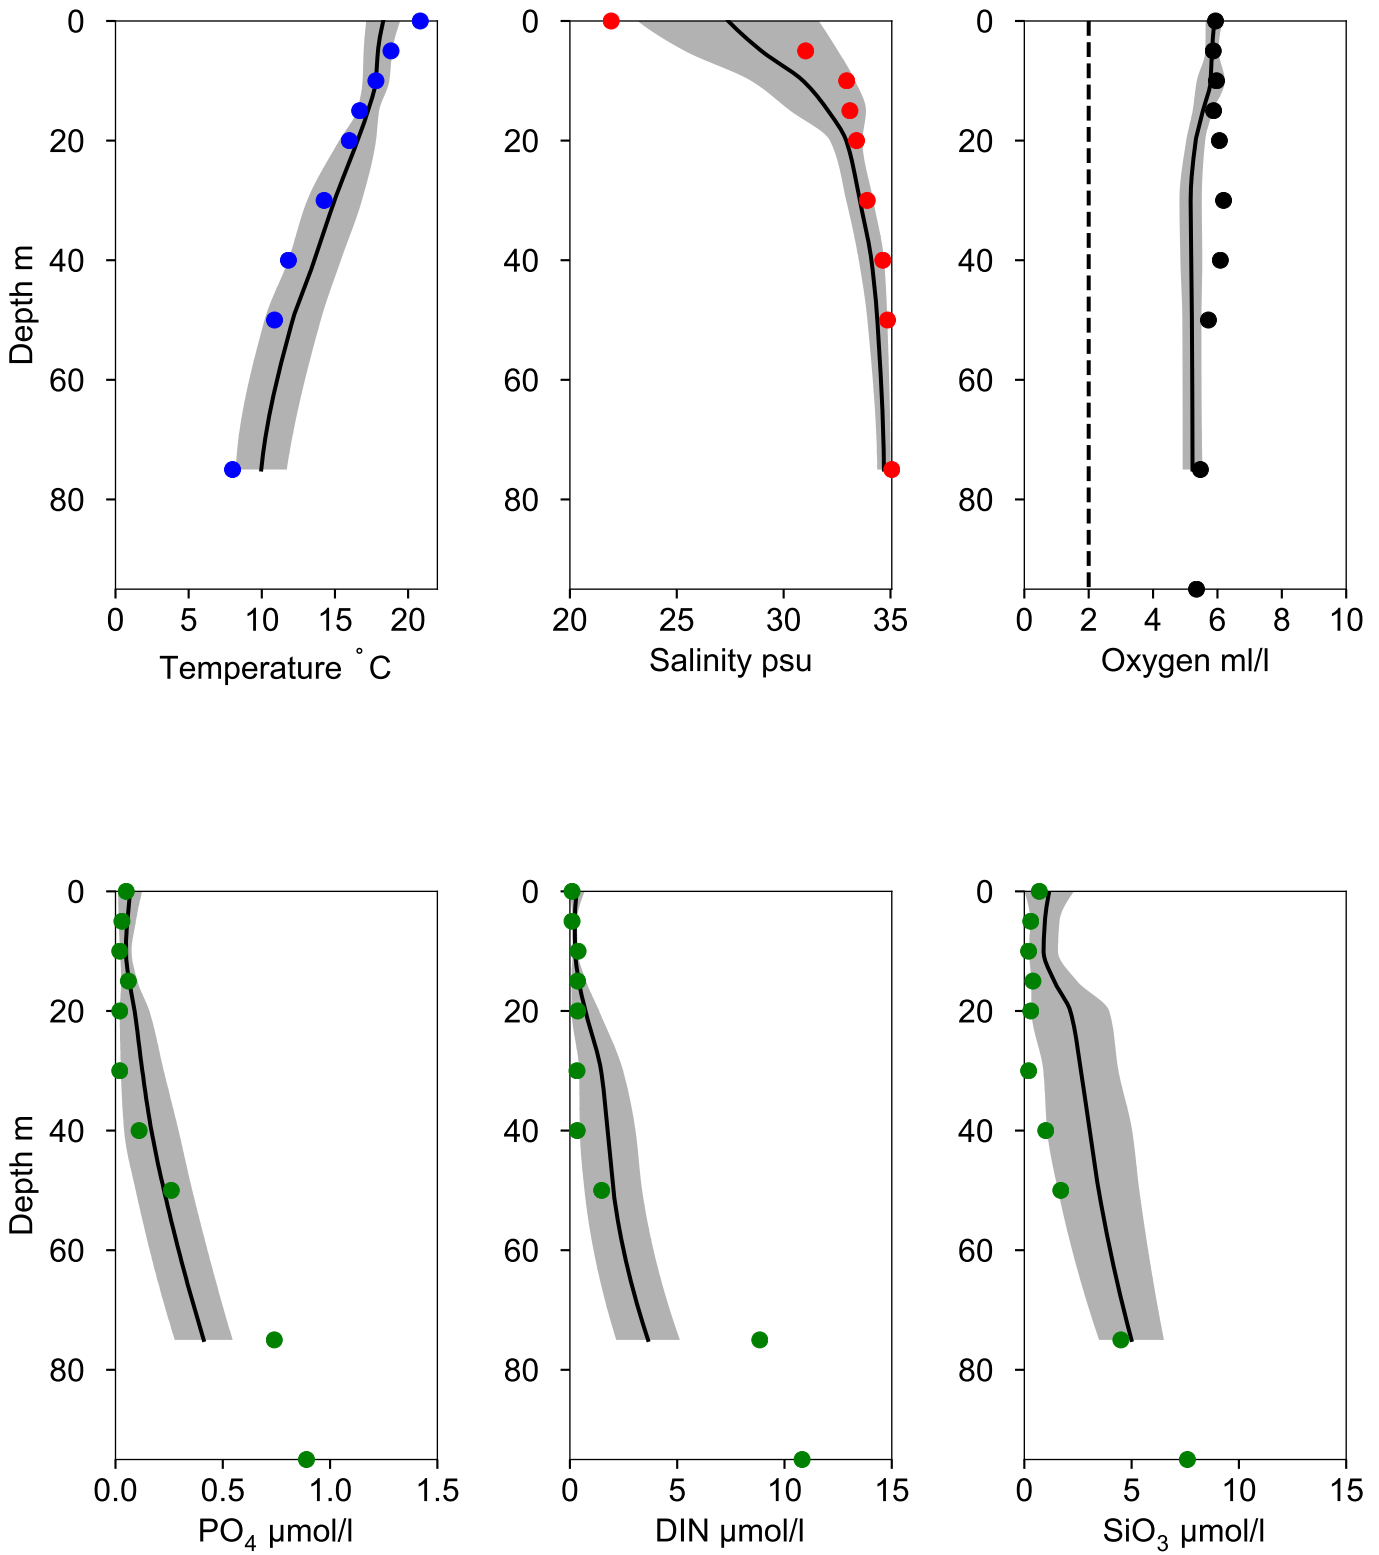 0
20
40
60
80
Depth m
0 5 10 15 20
Temperature °C
0
20
40
60
80
20 25 30 35
Salinity psu
0
20
40
60
80
0 2 4 6 8 10
Oxygen ml/l
0
20
40
60
80
Depth m
0.0 0.5 1.0 1.5
PO4 µmol/l
0
20
40
60
80
0 5 10 15
DIN µmol/l
0
20
40
60
80
0 5 10 15
SiO3 µmol/l